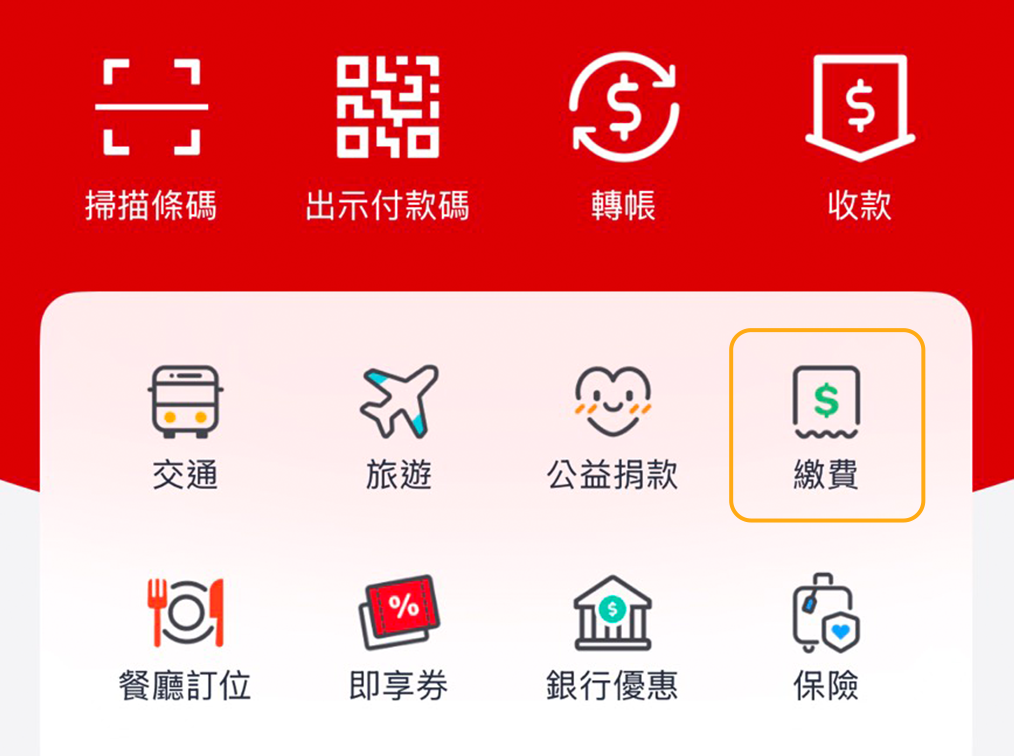 掃描條碼 出示付款碼 轉帳 收款
交通 旅遊 公益捐款 $ 繳費
% $
餐廳訂位 即享券 銀行優惠 保險